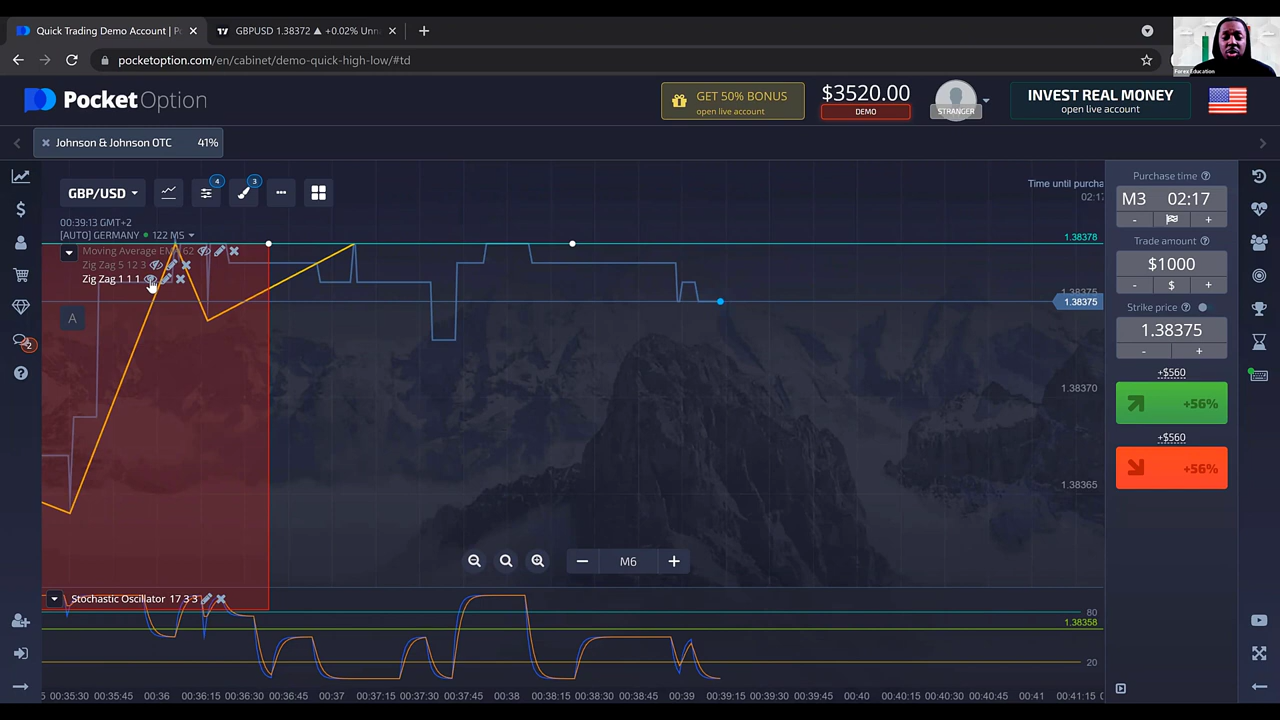 Quick Trading Demo Account | P
GBPUSD 1.38372 ▲ +0.02% Unn
pocketoption.com/en/cabinet/demo-quick-high-low/#td
Forex Education
PocketOption
GET 50% BONUS
open live account
$3520.00
DEMO
STRANGER
INVEST REAL MONEY
open live account
Johnson & Johnson OTC 41%
GBP/USD
4
3
00:39:13 GMT+2
[AUTO] GERMANY 122 MS
Moving Average EM 62
Zig Zag 5 12 3
Zig Zag 1 1 1
A
Time until purcha
02:17
1.38378
1.38375
1.38375
1.38370
1.38365
M6
Stochastic Oscillator 17 3 3
80
1.38358
20
5 00:35:30 00:35:45 00:36 00:36:15 00:36:30 00:36:45 00:37 00:37:15 00:37:30 00:37:45 00:38 00:38:15 00:38:30 00:38:45 00:39 00:39:15 00:39:30 00:39:45 00:40 00:40:15 00:40:30 00:40:45 00:41 00:41:15 0
Purchase time
M3 02:17
- +
Trade amount
$1000
- $ +
Strike price
1.38375
- +
+$560
+56%
+$560
+56%
2